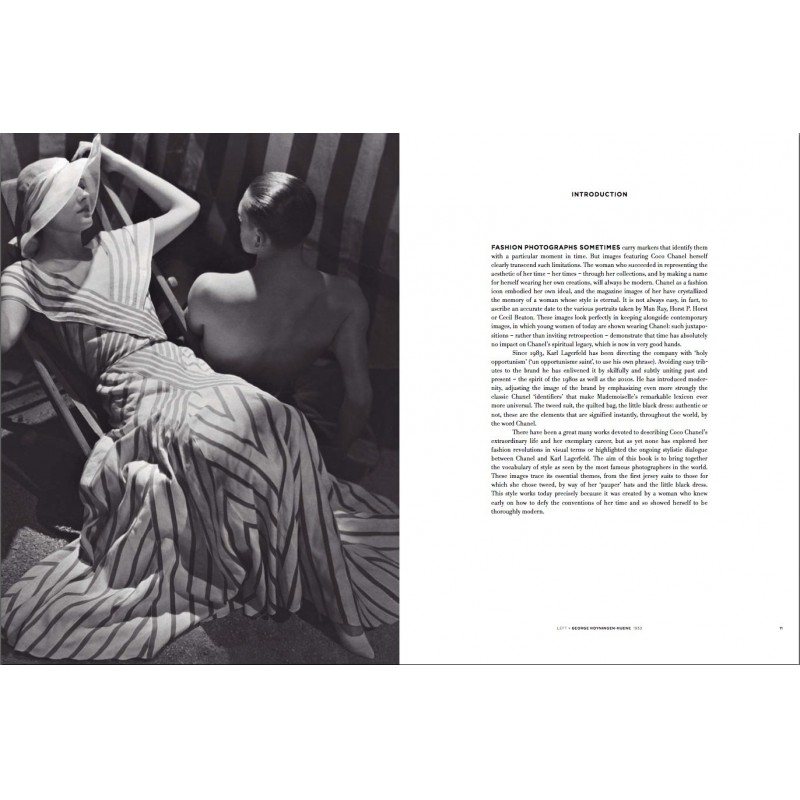 INTRODUCTION
FASHION PHOTOGRAPHS SOMETIMES carry markers that identify them
with a particular moment in time. But images featuring Coco Chanel herself
clearly transcend such limitations. The woman who succeeded in representing the
aesthetic of her time – her times – through her collections, and by making a name
for herself wearing her own creations, will always be modern. Chanel as a fashion
icon embodied her own ideal, and the magazine images of her have crystallized
the memory of a woman whose style is eternal. It is not always easy, in fact, to
ascribe an accurate date to the various portraits taken by Man Ray, Horst P. Horst
or Cecil Beaton. These images look perfectly in keeping alongside contemporary
images, in which young women of today are shown wearing Chanel: such juxtapo-
sitions – rather than inviting retrospection – demonstrate that time has absolutely
no impact on Chanel's spiritual legacy, which is now in very good hands.
Since 1983, Karl Lagerfeld has been directing the company with 'holy
opportunism' ('un opportunisme saint', to use his own phrase). Avoiding easy trib-
utes to the brand he has enlivened it by skilfully and subtly uniting past and
present – the spirit of the 1980s as well as the 2010s. He has introduced moder-
nity, adjusting the image of the brand by emphasizing even more strongly the
classic Chanel 'identifiers' that make Mademoiselle's remarkable lexicon ever
more universal. The tweed suit, the quilted bag, the little black dress: authentic or
not, these are the elements that are signified instantly, throughout the world, by
the word Chanel.
There have been a great many works devoted to describing Coco Chanel's
extraordinary life and her exemplary career, but as yet none has explored her
fashion revolutions in visual terms or highlighted the ongoing stylistic dialogue
between Chanel and Karl Lagerfeld. The aim of this book is to bring together
the vocabulary of style as seen by the most famous photographers in the world.
These images trace its essential themes, from the first jersey suits to those for
which she chose tweed, by way of her 'pauper' hats and the little black dress.
This style works today precisely because it was created by a woman who knew
early on how to defy the conventions of her time and so showed herself to be
thoroughly modern.
LEFT • GEORGE HOYNINGEN-HUENE 11